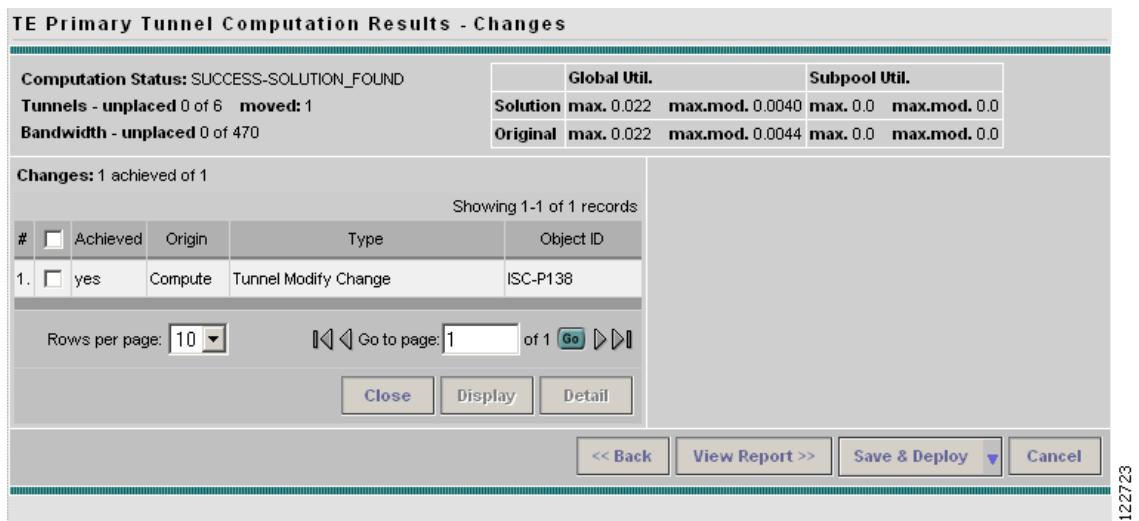 TE Primary Tunnel Computation Results - Changes
Computation Status: SUCCESS-SOLUTION_FOUND
Tunnels - unplaced 0 of 6 moved: 1
Bandwidth - unplaced 0 of 470
Global Util. Subpool Util.
Solution max. 0.022 max.mod. 0.0040 max. 0.0 max.mod. 0.0
Original max. 0.022 max.mod. 0.0044 max. 0.0 max.mod. 0.0
Changes: 1 achieved of 1
Showing 1-1 of 1 records
# Achieved Origin Type Object ID
1. yes Compute Tunnel Modify Change ISC-P138
Rows per page: 10 Go to page: 1 of 1 Go
Close Display Detail
<< Back View Report >> Save & Deploy Cancel
122723